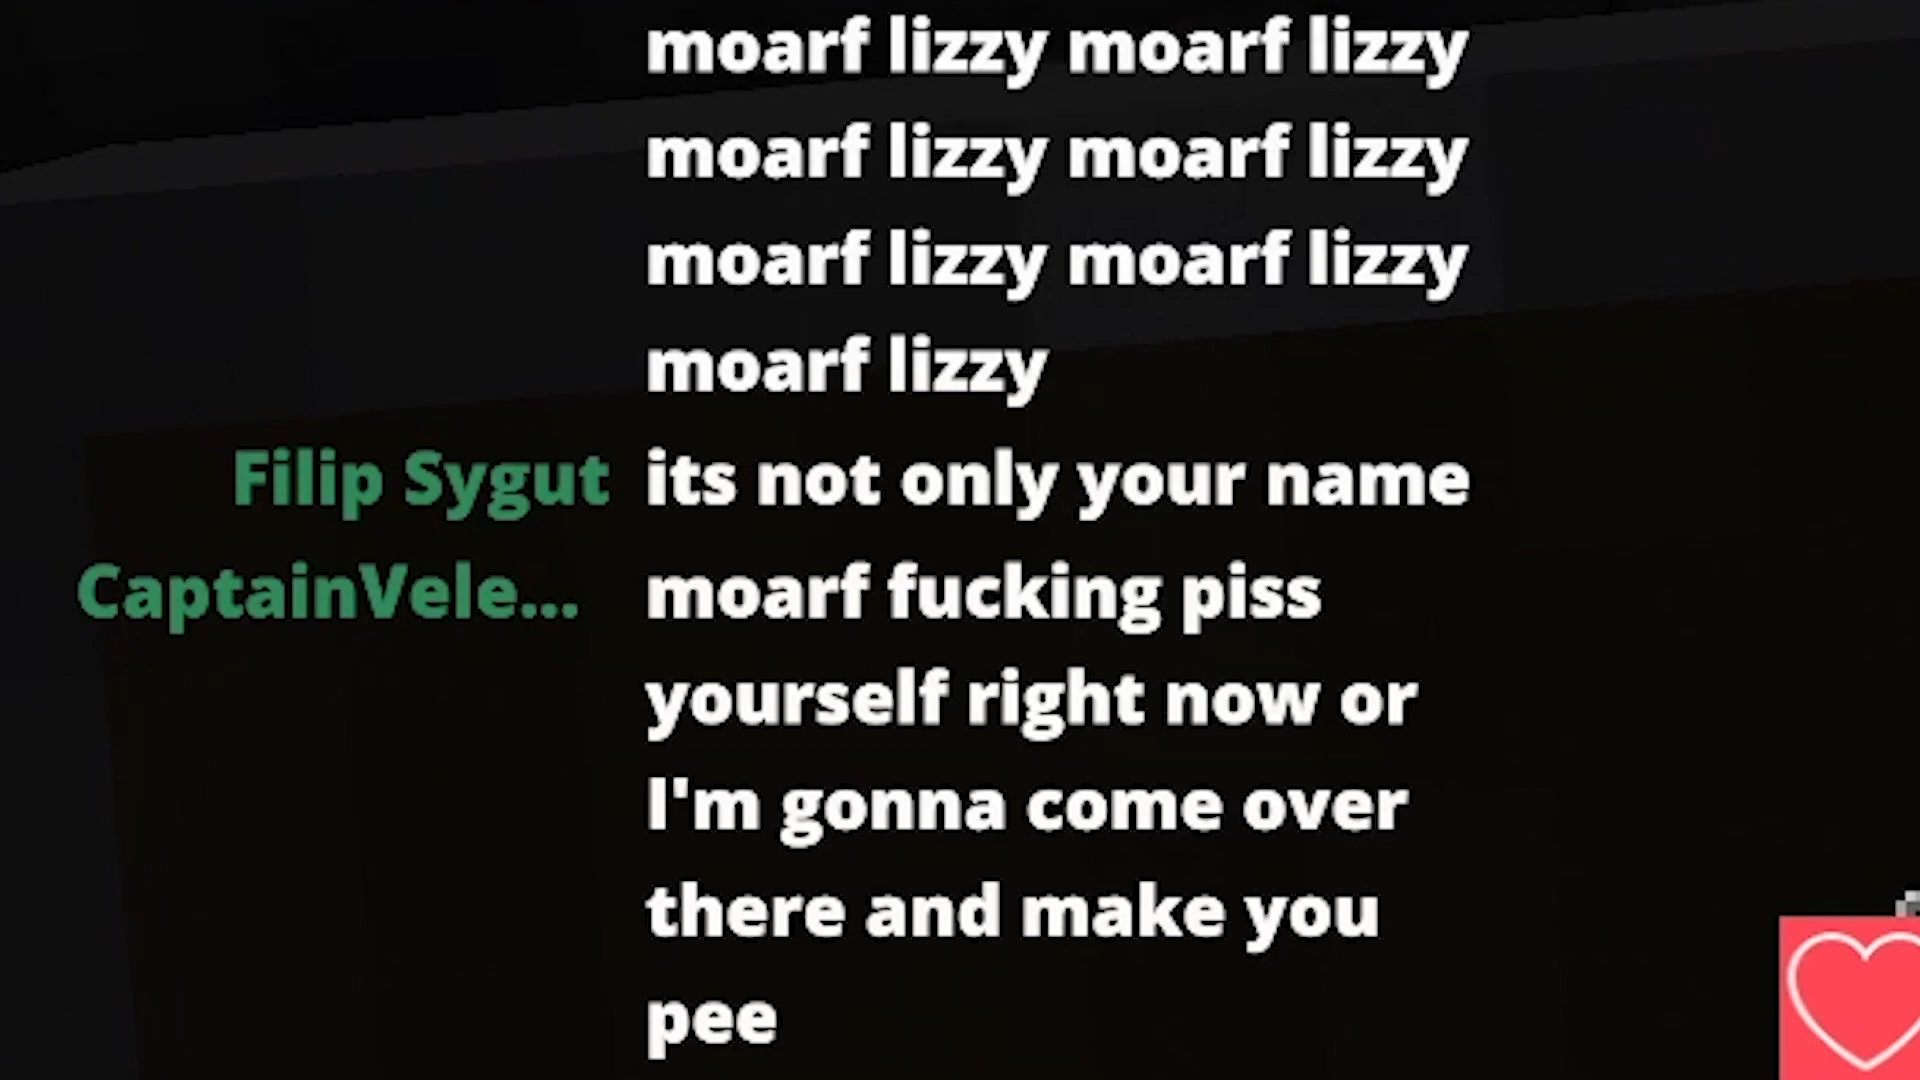 moarf lizzy moarf lizzy
moarf lizzy moarf lizzy
moarf lizzy moarf lizzy
moarf lizzy
Filip Sygut its not only your name
CaptainVele... moarf fucking piss
yourself right now or
I'm gonna come over
there and make you
pee